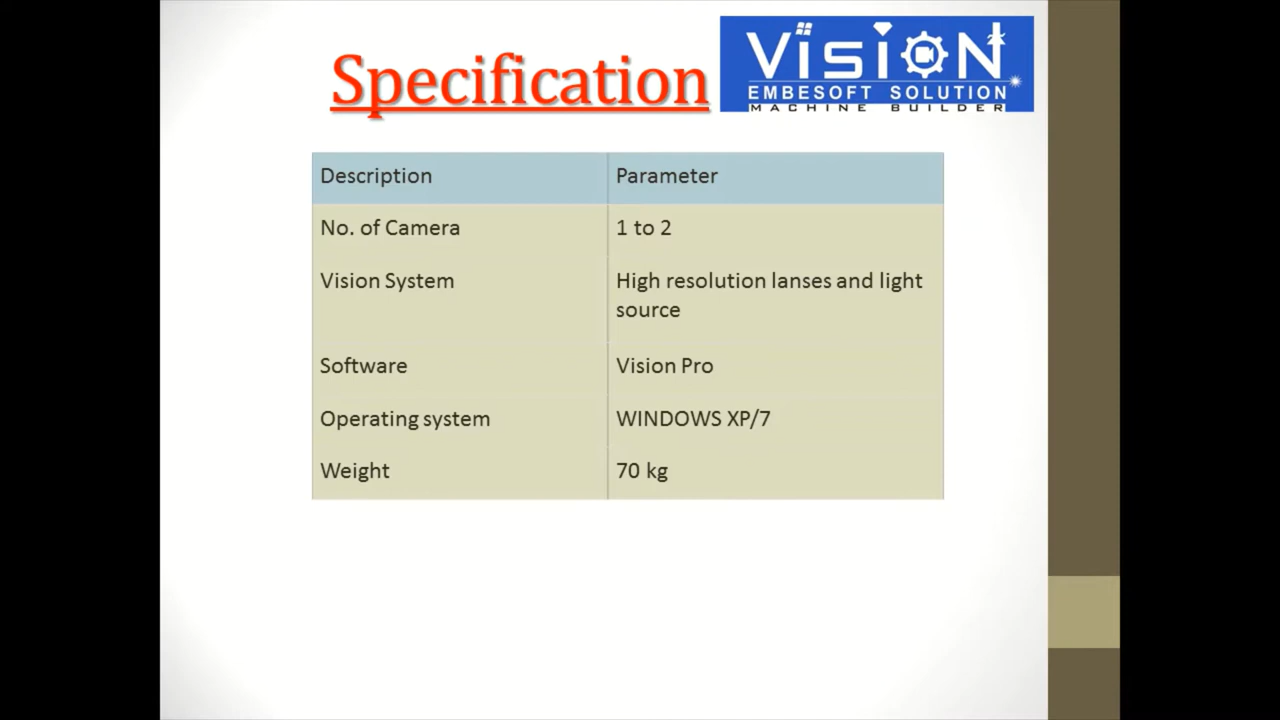 Specification
VISION
EMBESOFT SOLUTION
MACHINE BUILDER
Description Parameter
No. of Camera 1 to 2
Vision System High resolution lanses and light
source
Software Vision Pro
Operating system WINDOWS XP/7
Weight 70 kg